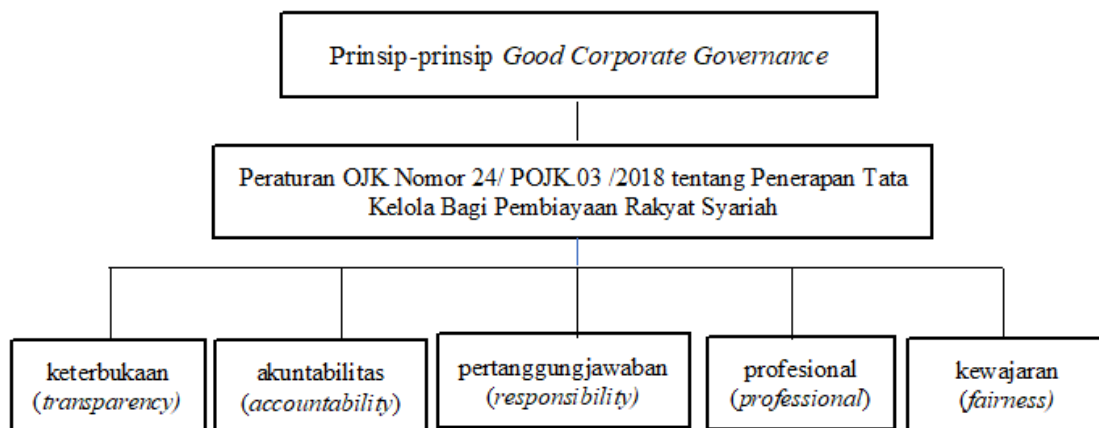 Prinsip-prinsip Good Corporate Governance
Peraturan OJK Nomor 24/ POJK.03 /2018 tentang Penerapan Tata
Kelola Bagi Pembiayaan Rakyat Syariah
keterbukaan
(transparency)
akuntabilitas
(accountability)
pertanggungjawaban
(responsibility)
profesional
(professional)
kewajaran
(fairness)